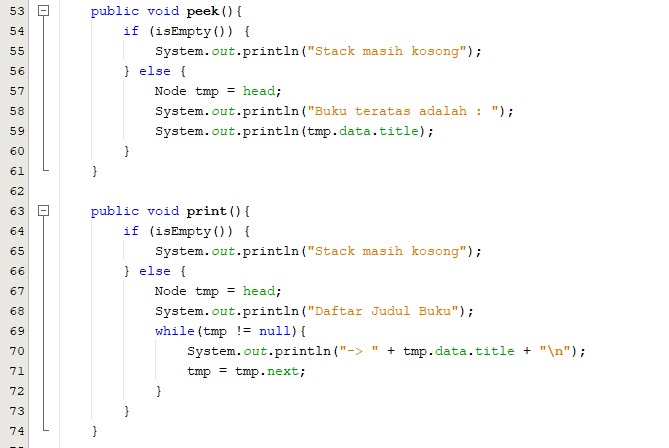 53 public void peek(){
54 if (isEmpty()) {
55 System.out.println("Stack masih kosong");
56 } else {
57 Node tmp = head;
58 System.out.println("Buku teratas adalah : ");
59 System.out.println(tmp.data.title);
60 }
61 }
62
63 public void print(){
64 if (isEmpty()) {
65 System.out.println("Stack masih kosong");
66 } else {
67 Node tmp = head;
68 System.out.println("Daftar Judul Buku");
69 while(tmp != null){
70 System.out.println("-> " + tmp.data.title + "\n");
71 tmp = tmp.next;
72 }
73 }
74 }